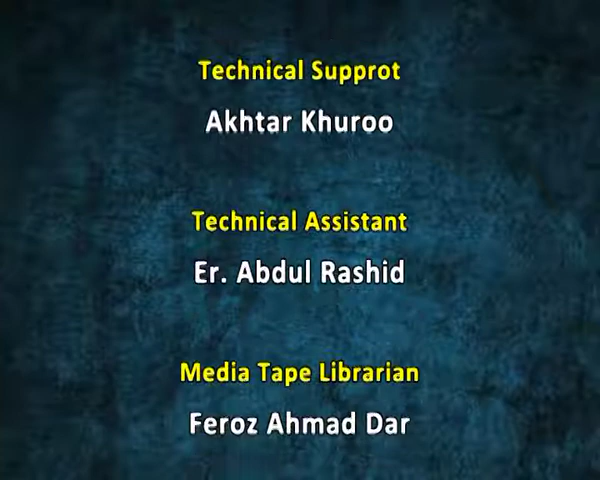 Technical Supprot
Akhtar Khuroo
Technical Assistant
Er. Abdul Rashid
Media Tape Librarian
Feroz Ahmad Dar